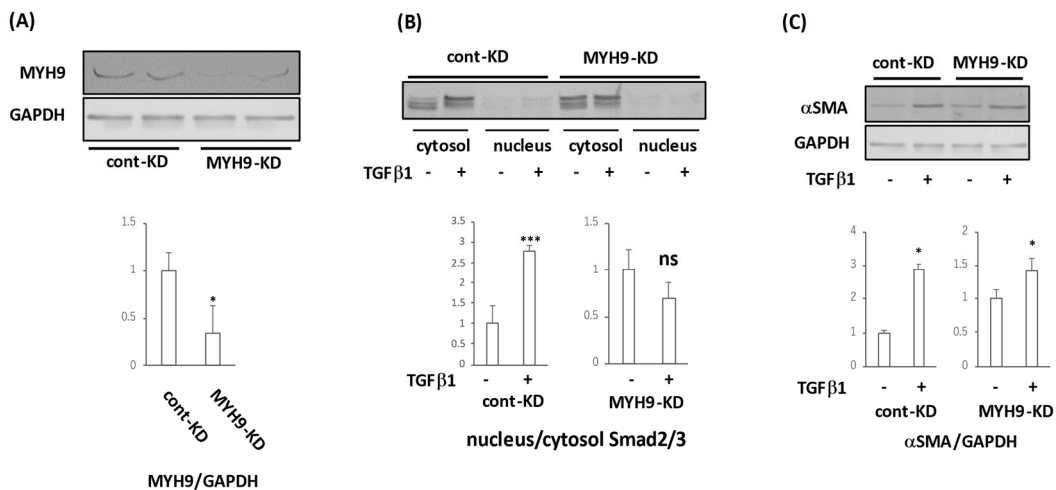 (A)
MYH9
GAPDH
cont-KD MYH9-KD
1.5
1
0.5
0
*
cont-KD
MYH9-KD
MYH9/GAPDH
(B)
cont-KD MYH9-KD
cytosol nucleus cytosol nucleus
TGFβ1 - + - + - + - +
3.5
3
2.5
2
1.5
1
0.5
0
***
1.5
1
0.5
0
ns
TGFβ1 - + - +
cont-KD MYH9-KD
nucleus/cytosol Smad2/3
(C)
cont-KD MYH9-KD
αSMA
GAPDH
TGFβ1 - + - +
4
3
2
1
0
*
2
1.5
1
0.5
0
*
TGFβ1 - + - +
cont-KD MYH9-KD
αSMA/GAPDH